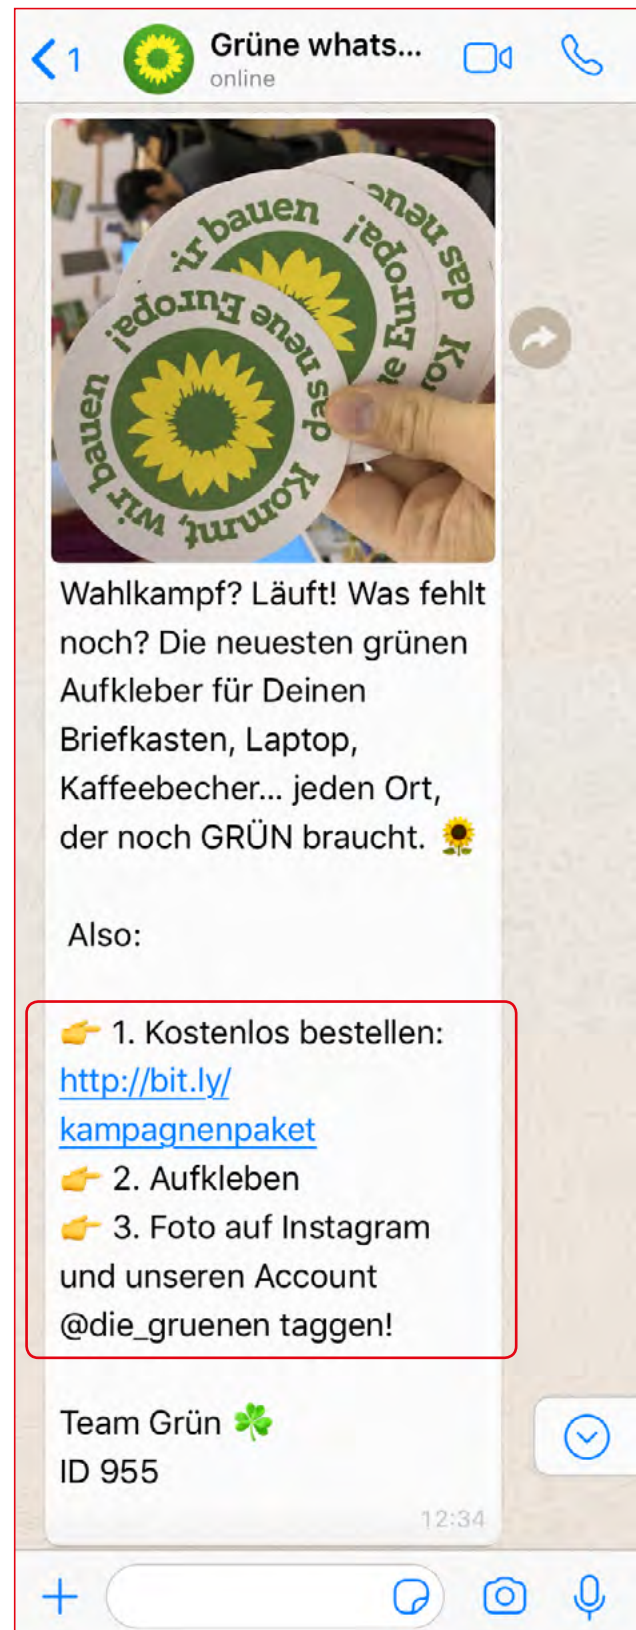 1
Grüne whats...
online
Kommt, wir bauen das neue Europa!
wir bauen
Europa!
das neue
Wahlkampf? Läuft! Was fehlt
noch? Die neuesten grünen
Aufkleber für Deinen
Briefkasten, Laptop,
Kaffeebecher... jeden Ort,
der noch GRÜN braucht. 🌻
Also:
👉 1. Kostenlos bestellen:
http://bit.ly/
kampagnenpaket
👉 2. Aufkleben
👉 3. Foto auf Instagram
und unseren Account
@die_gruenen taggen!
Team Grün ☘️
ID 955
12:34